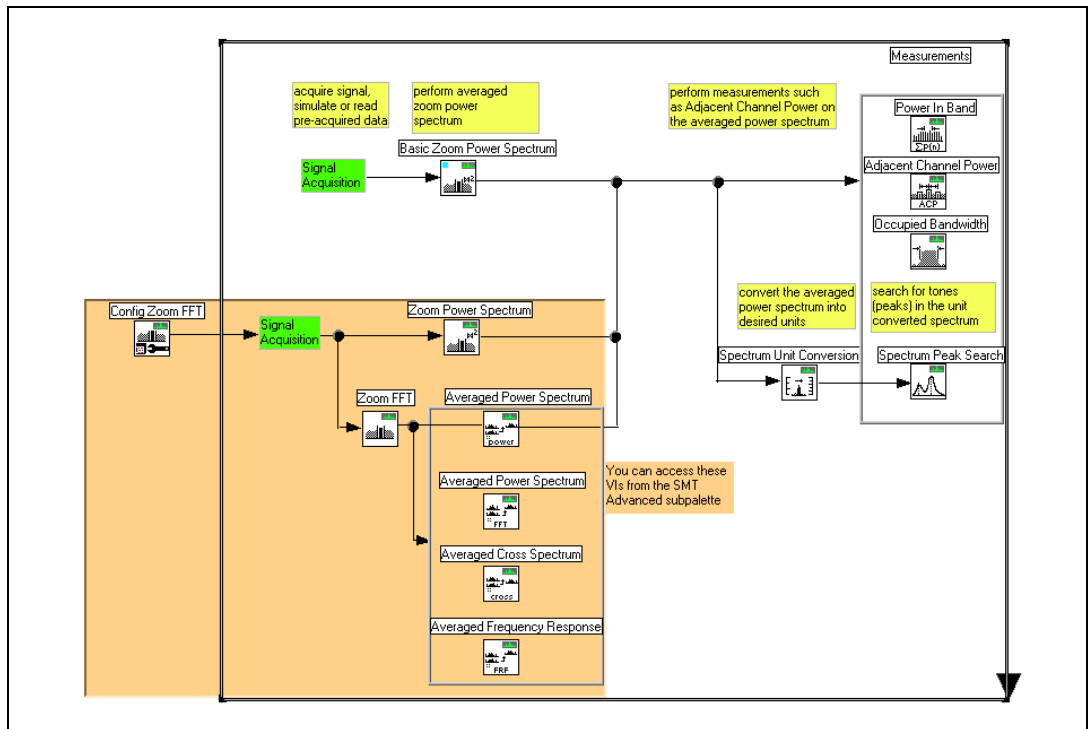 Measurements
acquire signal,
simulate or read
pre-acquired data
perform averaged
zoom power
spectrum
perform measurements such
as Adjacent Channel Power on
the averaged power spectrum
Power In Band
ΣP(n)
Basic Zoom Power Spectrum
M²
Signal
Acquisition
Adjacent Channel Power
ACP
Occupied Bandwidth
Config Zoom FFT
Signal
Acquisition
Zoom Power Spectrum
M²
convert the averaged
power spectrum into
desired units
search for tones
(peaks) in the unit
converted spectrum
Spectrum Unit Conversion
Spectrum Peak Search
Zoom FFT
Averaged Power Spectrum
power
You can access these
VIs from the SMT
Advanced subpalette
Averaged Power Spectrum
FFT
Averaged Cross Spectrum
cross
Averaged Frequency Response
FRF